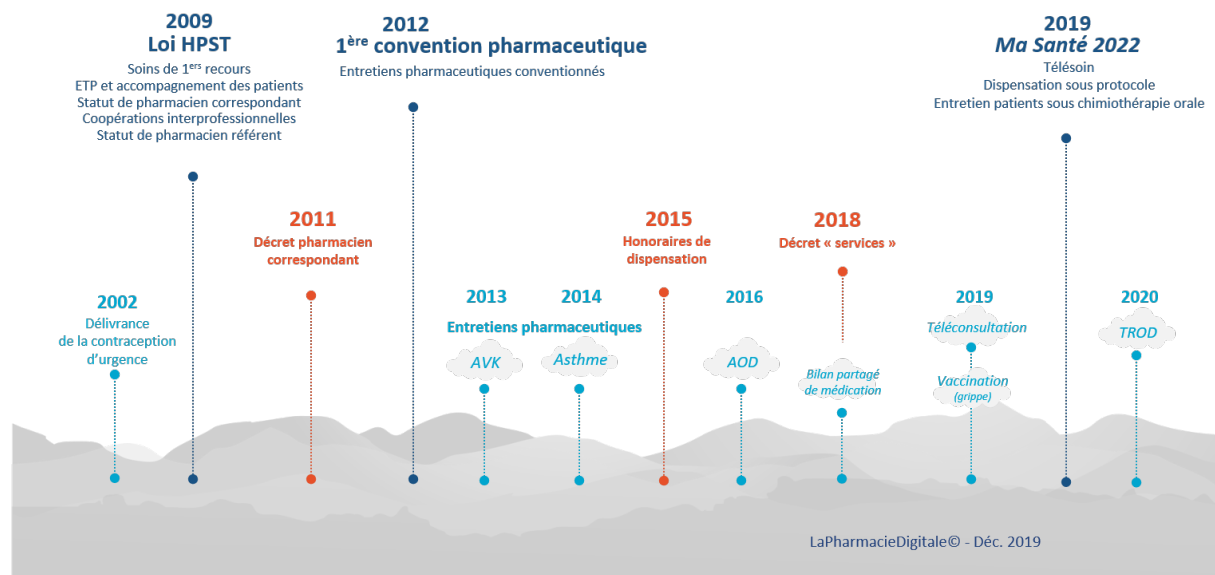 2009
Loi HPST
Soins de 1ers recours
ETP et accompagnement des patients
Statut de pharmacien correspondant
Coopérations interprofessionnelles
Statut de pharmacien référent
2012
1ère convention pharmaceutique
Entretiens pharmaceutiques conventionnés
2019
Ma Santé 2022
Télésoin
Dispensation sous protocole
Entretien patients sous chimiothérapie orale
2011
Décret pharmacien
correspondant
2015
Honoraires de
dispensation
2018
Décret « services »
2002
Délivrance
de la contraception
d’urgence
2013
2014
Entretiens pharmaceutiques
AVK
Asthme
2016
AOD
Bilan partagé
de médication
2019
Téléconsultation
Vaccination
(grippe)
2020
TROD
LaPharmacieDigitale© - Déc. 2019